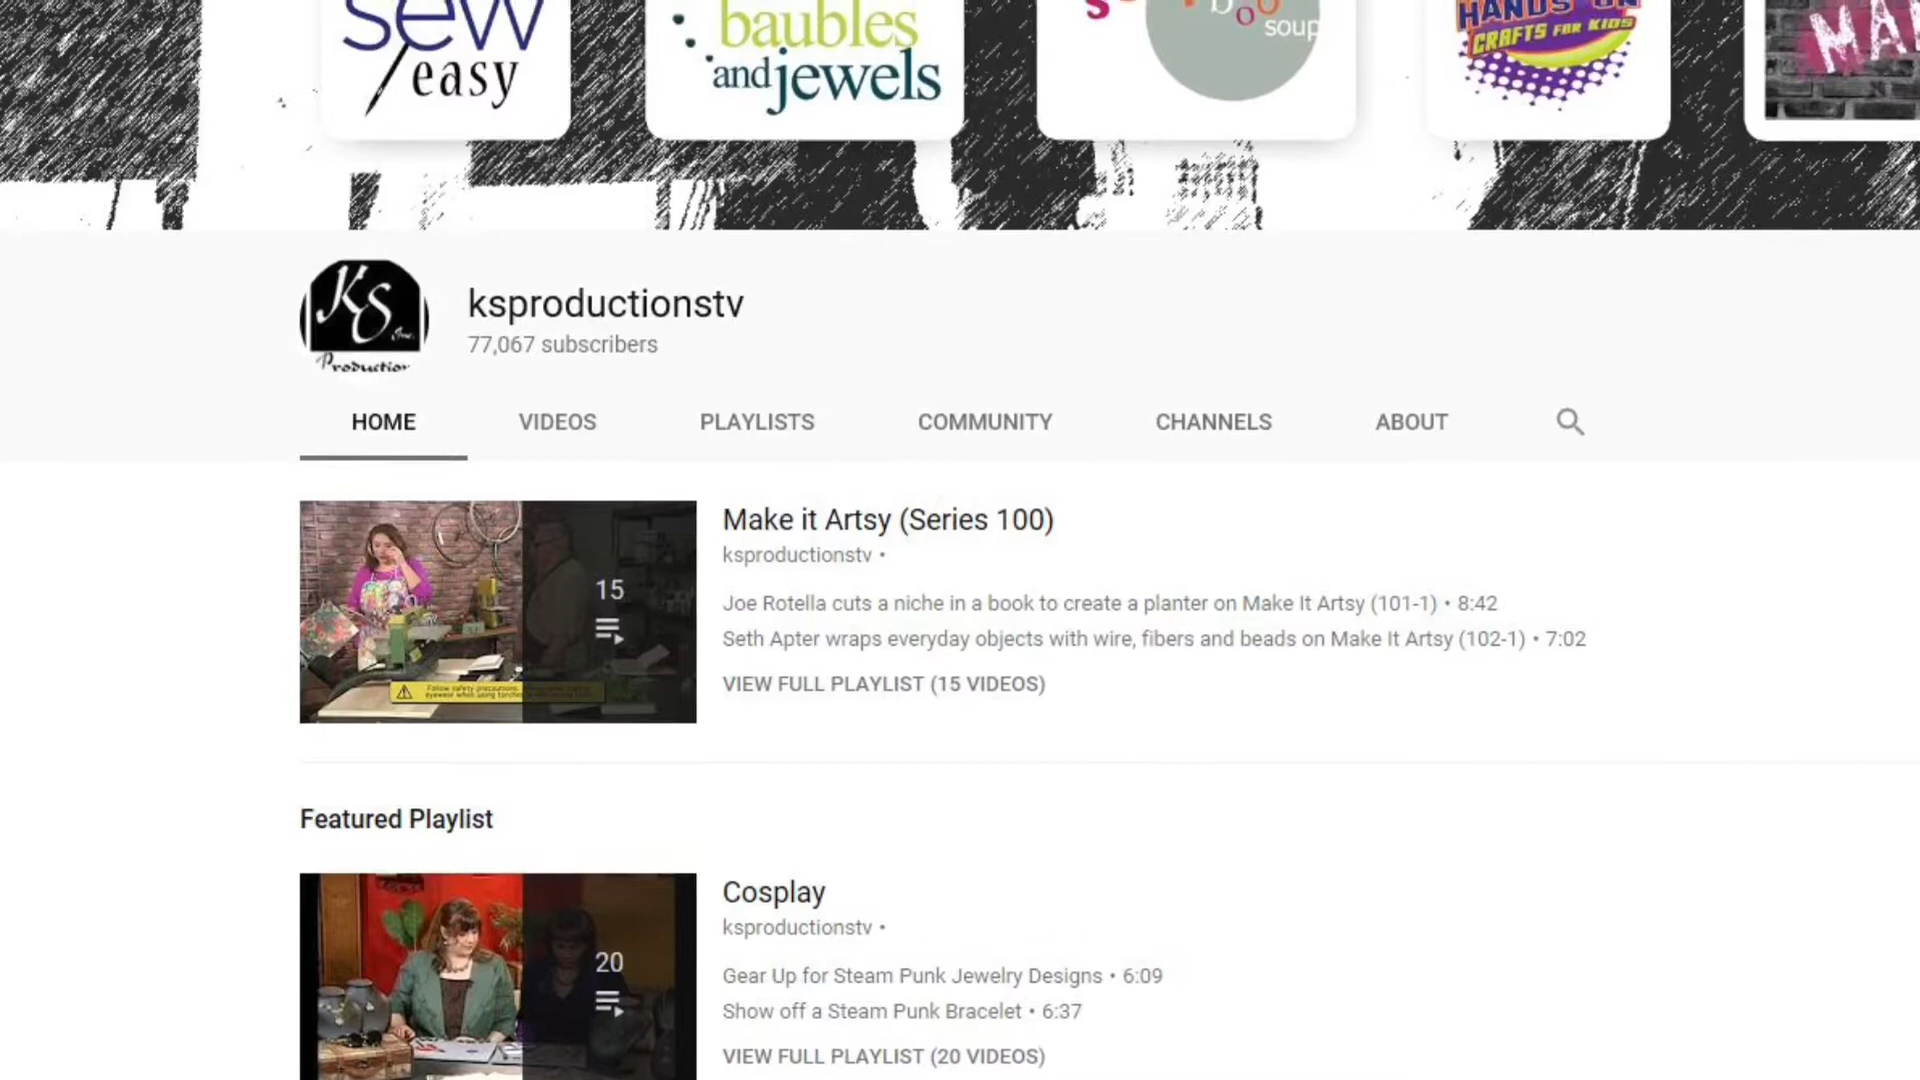 sew
easy
baubles
and jewels
soup
HANDS ON
CRAFTS FOR KIDS
KS
Inc.
Production
ksproductionstv
77,067 subscribers
HOME VIDEOS PLAYLISTS COMMUNITY CHANNELS ABOUT
15
Follow safety precautions.
Make it Artsy (Series 100)
ksproductionstv •
Joe Rotella cuts a niche in a book to create a planter on Make It Artsy (101-1) • 8:42
Seth Apter wraps everyday objects with wire, fibers and beads on Make It Artsy (102-1) • 7:02
VIEW FULL PLAYLIST (15 VIDEOS)
Featured Playlist
20
Cosplay
ksproductionstv •
Gear Up for Steam Punk Jewelry Designs • 6:09
Show off a Steam Punk Bracelet • 6:37
VIEW FULL PLAYLIST (20 VIDEOS)